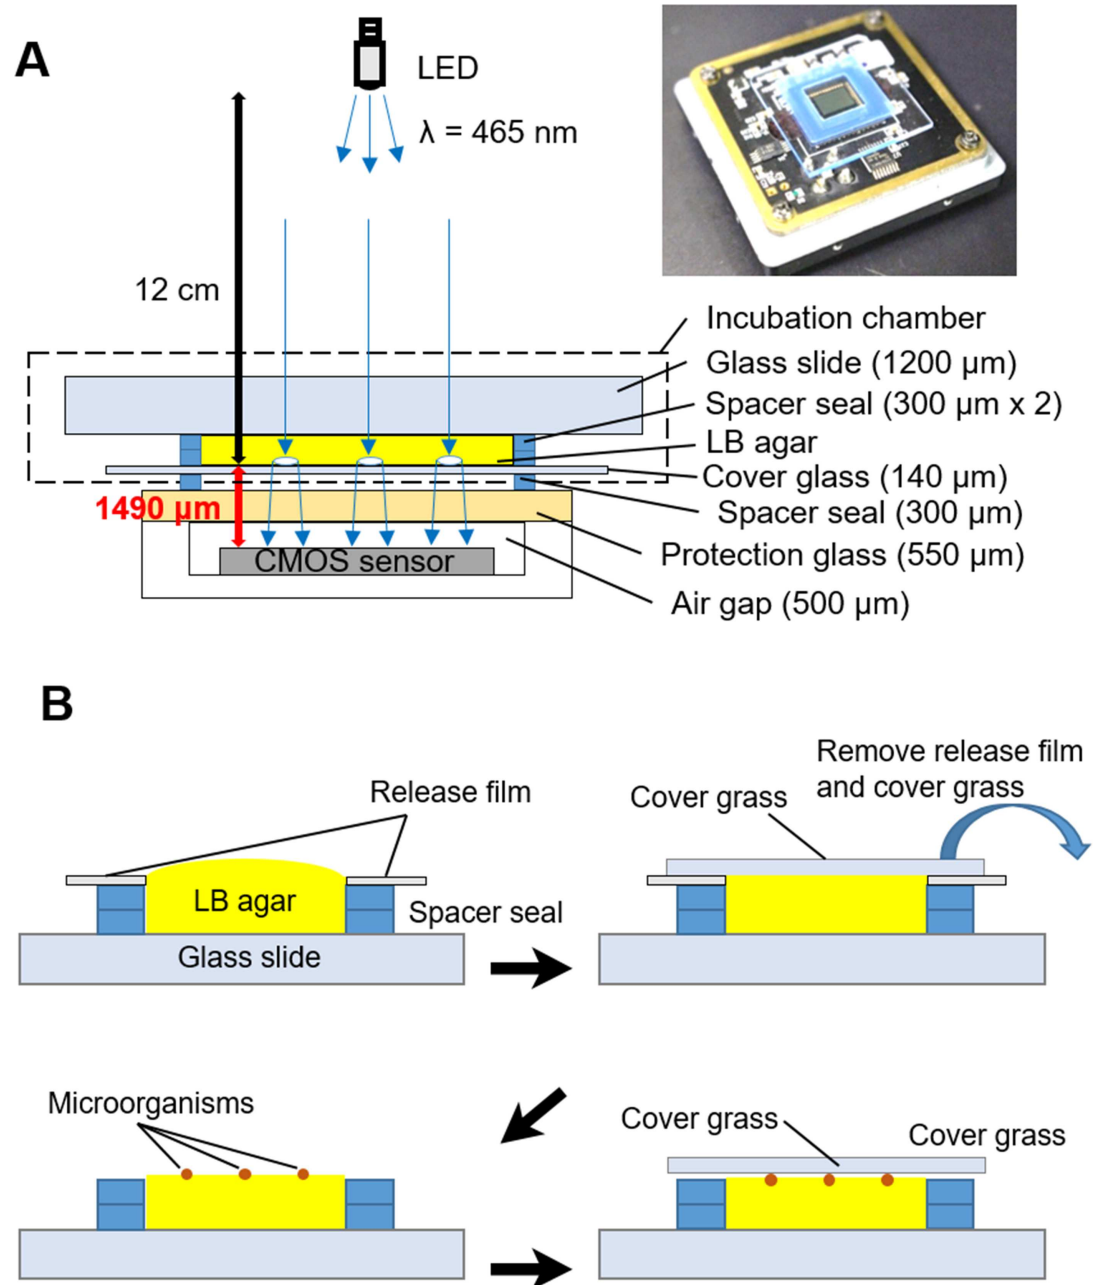 A
LED
λ = 465 nm
12 cm
Incubation chamber
Glass slide (1200 µm)
Spacer seal (300 µm x 2)
LB agar
Cover glass (140 µm)
1490 µm
Spacer seal (300 µm)
Protection glass (550 µm)
CMOS sensor
Air gap (500 µm)
B
Remove release film
and cover grass
Release film
Cover grass
LB agar
Spacer seal
Glass slide
Microorganisms
Cover grass
Cover grass